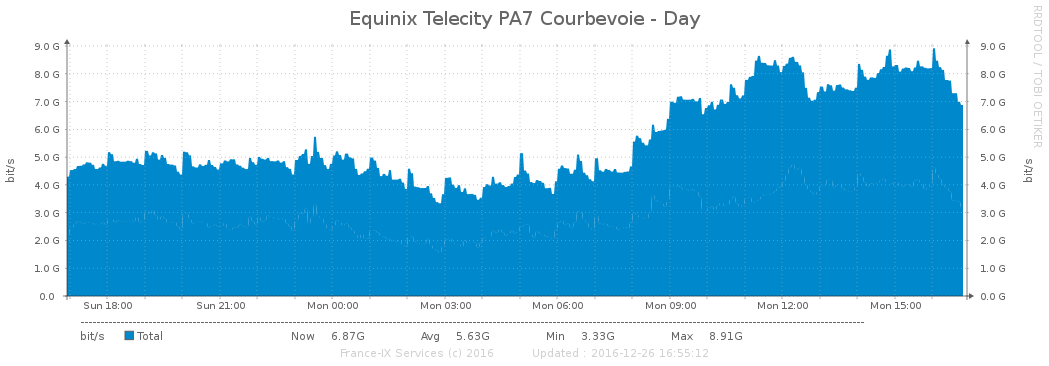 Equinix Telecity PA7 Courbevoie - Day
RRDTOOL / TOBI OETIKER
9.0 G 9.0 G
8.0 G 8.0 G
7.0 G 7.0 G
6.0 G 6.0 G
5.0 G 5.0 G
4.0 G 4.0 G
3.0 G 3.0 G
2.0 G 2.0 G
1.0 G 1.0 G
0.0 0.0 G
bit/s
bit/s
Sun 18:00 Sun 21:00 Mon 00:00 Mon 03:00 Mon 06:00 Mon 09:00 Mon 12:00 Mon 15:00
bit/s Total Now 6.87G Avg 5.63G Min 3.33G Max 8.91G
France-IX Services (c) 2016 Updated : 2016-12-26 16:55:12